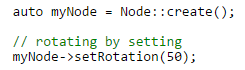 auto myNode = Node::create();
// rotating by setting
myNode->setRotation(50);